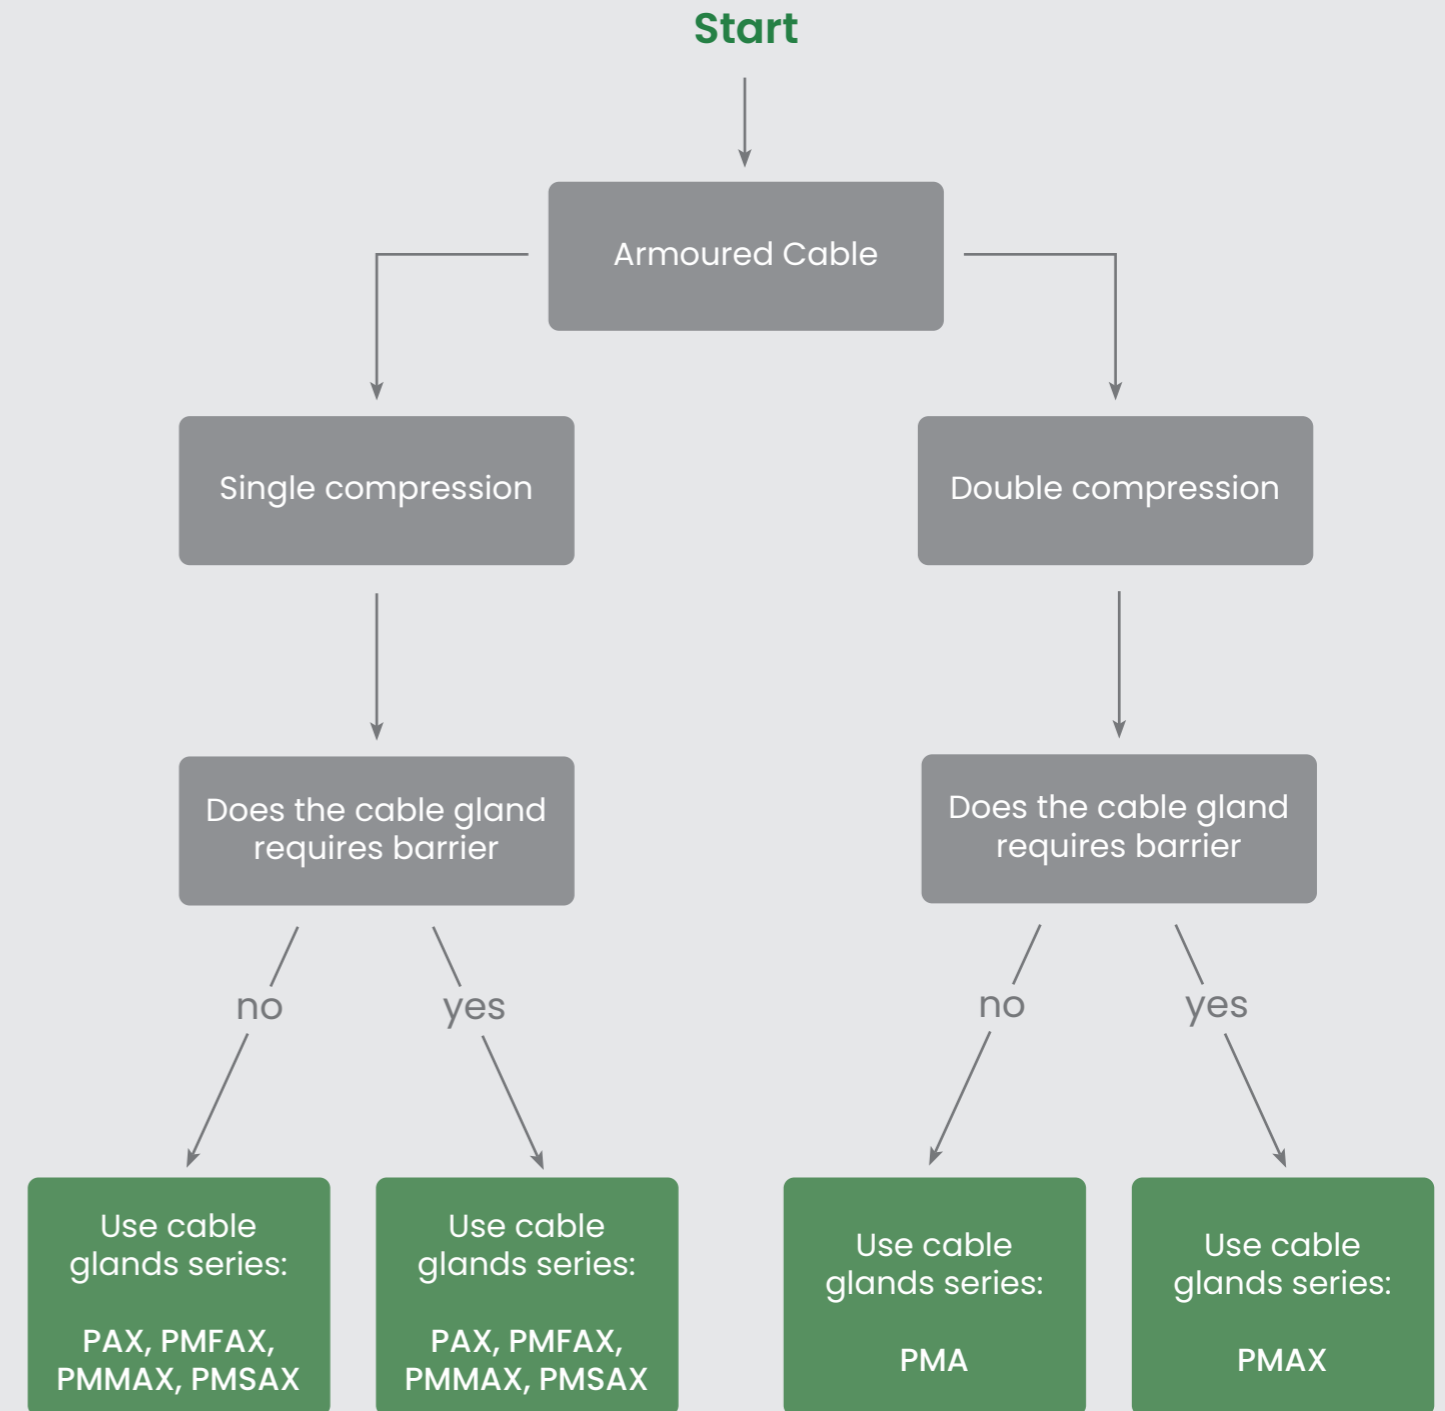 Start
Armoured Cable
Single compression
Double compression
Does the cable gland
requires barrier
Does the cable gland
requires barrier
no
yes
no
yes
Use cable
glands series:
PAX, PMFAX,
PMMAX, PMSAX
Use cable
glands series:
PAX, PMFAX,
PMMAX, PMSAX
Use cable
glands series:
PMA
Use cable
glands series:
PMAX